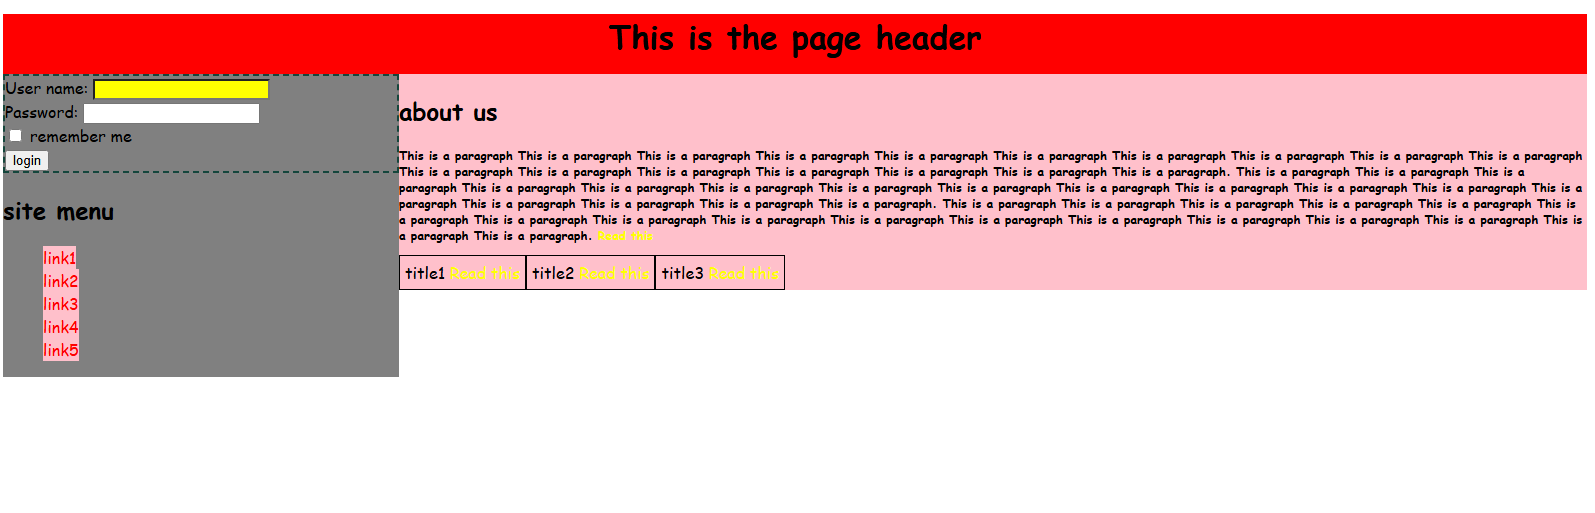 This is the page header
User name:
Password:
remember me
login
site menu
link1
link2
link3
link4
link5
about us
This is a paragraph This is a paragraph This is a paragraph This is a paragraph This is a paragraph This is a paragraph This is a paragraph This is a paragraph This is a paragraph This is a paragraph
This is a paragraph This is a paragraph This is a paragraph This is a paragraph This is a paragraph This is a paragraph This is a paragraph. This is a paragraph This is a paragraph This is a
paragraph This is a paragraph This is a paragraph This is a paragraph This is a paragraph This is a paragraph This is a paragraph This is a paragraph This is a paragraph This is a paragraph This is a
paragraph This is a paragraph This is a paragraph This is a paragraph This is a paragraph. This is a paragraph This is a paragraph This is a paragraph This is a paragraph This is a paragraph This is
a paragraph This is a paragraph This is a paragraph This is a paragraph This is a paragraph This is a paragraph This is a paragraph This is a paragraph This is a paragraph This is a paragraph This is
a paragraph This is a paragraph. Read this
title1 Read this title2 Read this title3 Read this